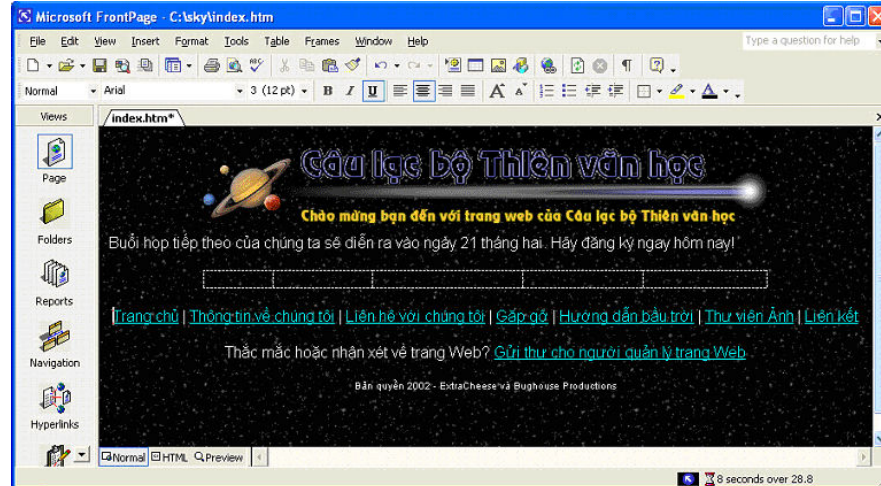 Microsoft FrontPage - C:\sky\index.htm
File Edit View Insert Format Tools Table Frames Window Help Type a question for help
Normal Arial 3 (12 pt) B I U A A A
Views index.htm*
Page
Folders
Reports
Navigation
Hyperlinks
Câu lạc bộ Thiên văn học
Chào mừng bạn đến với trang web của Câu lạc bộ Thiên văn học
Buổi họp tiếp theo của chúng ta sẽ diễn ra vào ngày 21 tháng hai. Hãy đăng ký ngay hôm nay!
Trang chủ | Thông tin về chúng tôi | Liên hệ với chúng tôi | Gặp gỡ | Hướng dẫn bầu trời | Thư viện Ảnh | Liên kết
Thắc mắc hoặc nhận xét về trang Web? Gửi thư cho người quản lý trang Web
Bản quyền 2002 - ExtraCheese và Bughouse Productions
Normal HTML Preview
8 seconds over 28.8